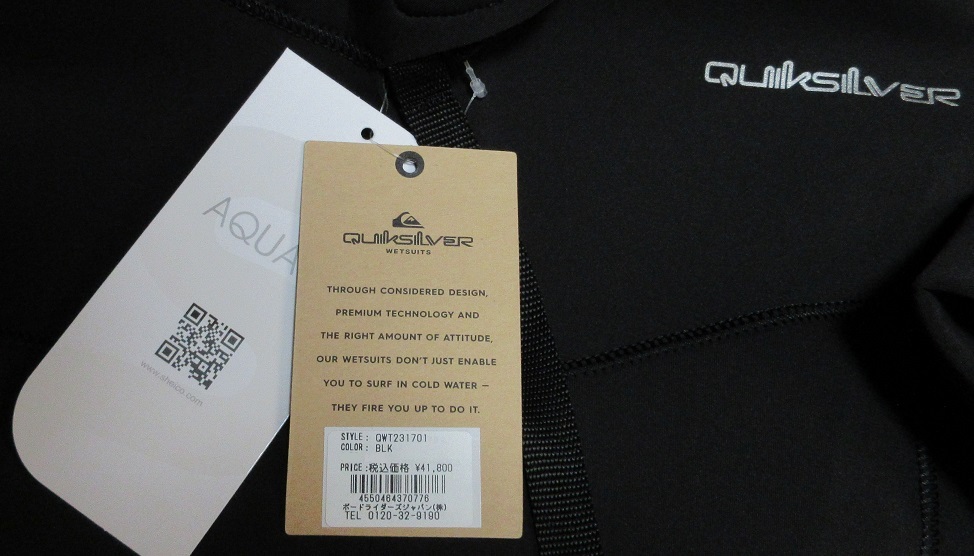 QUIKSILVER
AQUA
www.sheico.com
QUIKSILVER
WETSUITS
THROUGH CONSIDERED DESIGN,
PREMIUM TECHNOLOGY AND
THE RIGHT AMOUNT OF ATTITUDE,
OUR WETSUITS DON'T JUST ENABLE
YOU TO SURF IN COLD WATER –
THEY FIRE YOU UP TO DO IT.
STYLE: QWT231701
COLOR: BLK
PRICE:税込価格 ¥41,800
4550464370776
ボードライダーズジャパン(株)
TEL 0120-32-9190